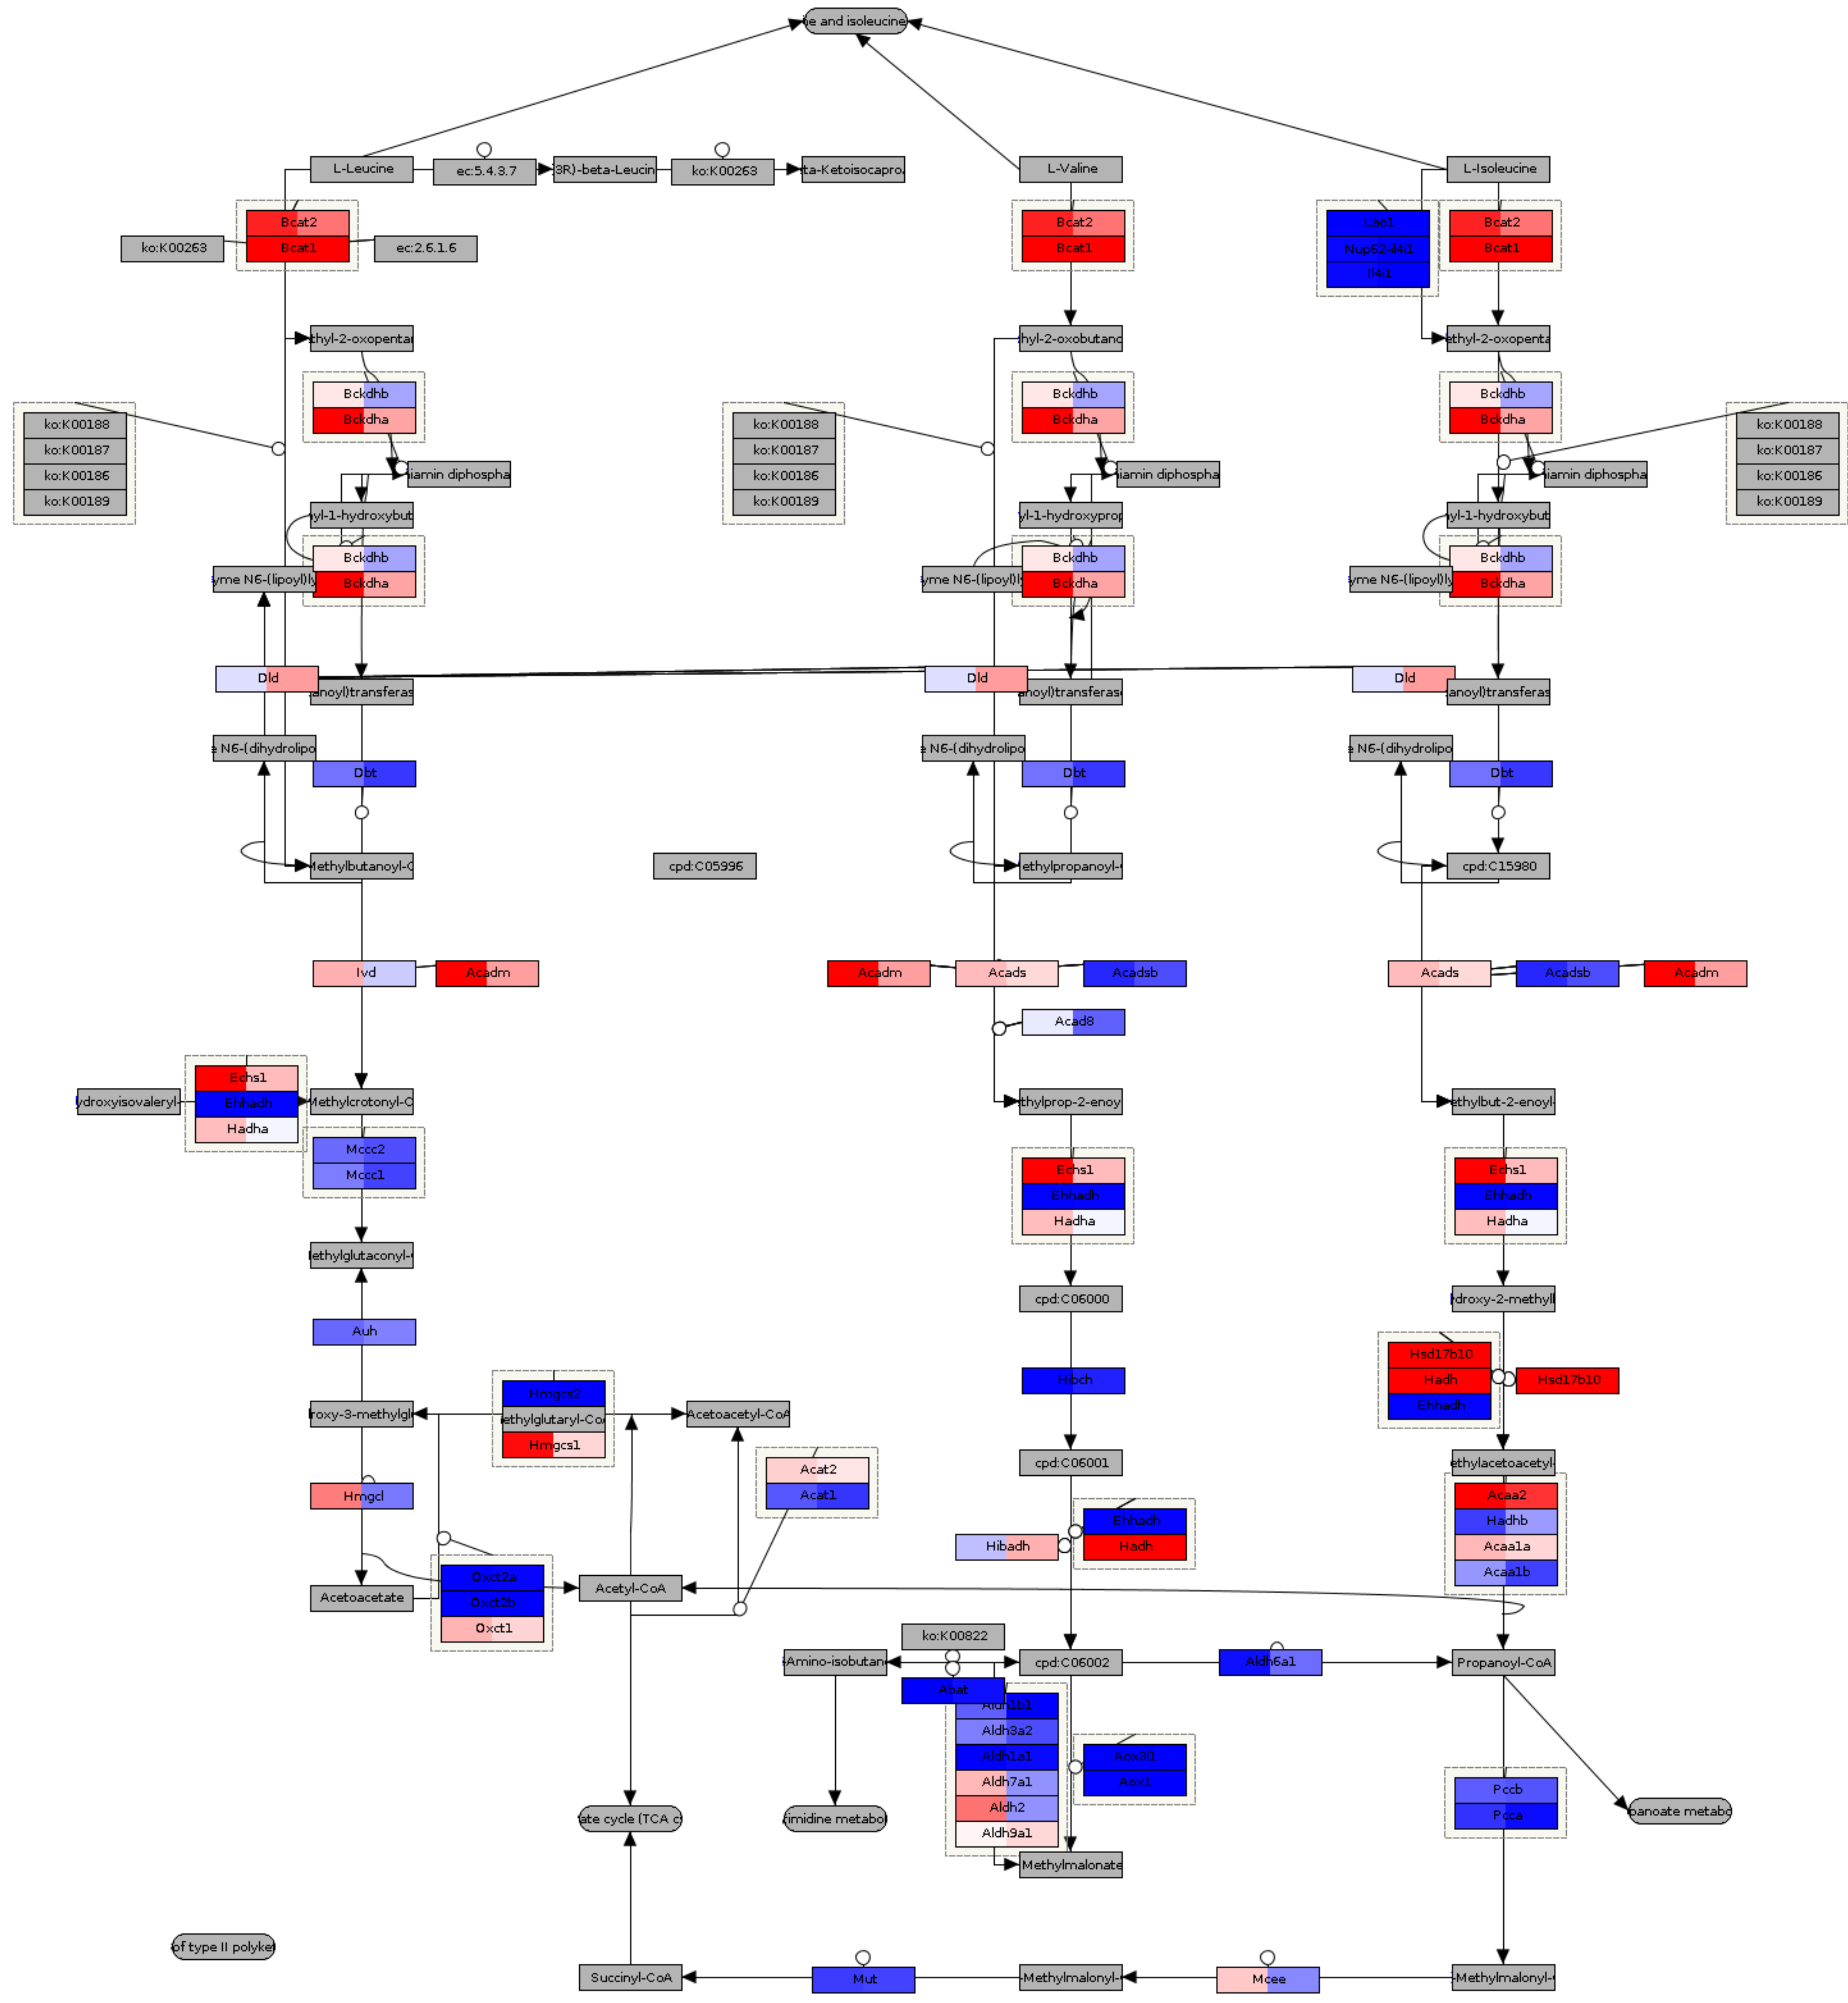 e and isoleucine
L-Leucine
ec:5.4.3.7
3R)-beta-Leucin
ko:K00263
ta-Ketoisocapro
L-Valine
L-Isoleucine
Bcat2
Bcat1
ko:K00263
ec:2.6.1.6
Bcat2
Bcat1
Lao1
Nup62-il4i1
Il4i1
Bcat2
Bcat1
thyl-2-oxopenta
hyl-2-oxobutano
ethyl-2-oxopenta
Bckdhb
Bckdha
Bckdhb
Bckdha
Bckdhb
Bckdha
ko:K00188
ko:K00187
ko:K00186
ko:K00189
ko:K00188
ko:K00187
ko:K00186
ko:K00189
ko:K00188
ko:K00187
ko:K00186
ko:K00189
iamin diphospha
iamin diphospha
iamin diphospha
yl-1-hydroxybut
yl-1-hydroxyprop
yl-1-hydroxybut
Bckdhb
Bckdha
Bckdhb
Bckdha
Bckdhb
Bckdha
yme N6-(lipoyl)ly
yme N6-(lipoyl)l
yme N6-(lipoyl)ly
Dld
Dld
Dld
anoyl)transferas
anoyl)transferas
anoyl)transferas
e N6-(dihydrolipo
e N6-(dihydrolipo
e N6-(dihydrolipo
Dbt
Dbt
Dbt
Methylbutanoyl-C
cpd:C05996
ethylpropanoyl-
cpd:C15980
Ivd
Acadm
Acadm
Acads
Acadsb
Acads
Acadsb
Acadm
Acad8
ydroxyisovaleryl-
Echs1
Ehhadh
Hadha
Methylcrotonyl-C
thylprop-2-enoy
ethylbut-2-enoyl-
Mccc2
Mccc1
Echs1
Ehhadh
Hadha
Echs1
Ehhadh
Hadha
lethylglutaconyl-
cpd:C06000
droxy-2-methyl
Auh
Hibch
Hsd17b10
Hadh
Ehhadh
Hsd17b10
roxy-3-methylgl
Hmgcs2
ethylglutaryl-Co
Hmgcs1
Acetoacetyl-CoA
cpd:C06001
ethylacetoacetyl-
Acat2
Acat1
Hmgcl
Acaa2
Hadhb
Acaa1a
Acaa1b
Ehhadh
Hadh
Hibadh
Oxct2a
Oxct2b
Oxct1
Acetoacetate
Acetyl-CoA
ko:K00822
Amino-isobutan
cpd:C06002
Aldh6a1
Propanoyl-CoA
Abat
Aldh1b1
Aldh3a2
Aldh1a1
Aldh7a1
Aldh2
Aldh9a1
Aox3l1
Aox1
Pccb
Pcca
ate cycle (TCA c
rimidine metabol
panoate metabo
Methylmalonate
of type II polyket
Succinyl-CoA
Mut
-Methylmalonyl-
Mcee
-Methylmalonyl-